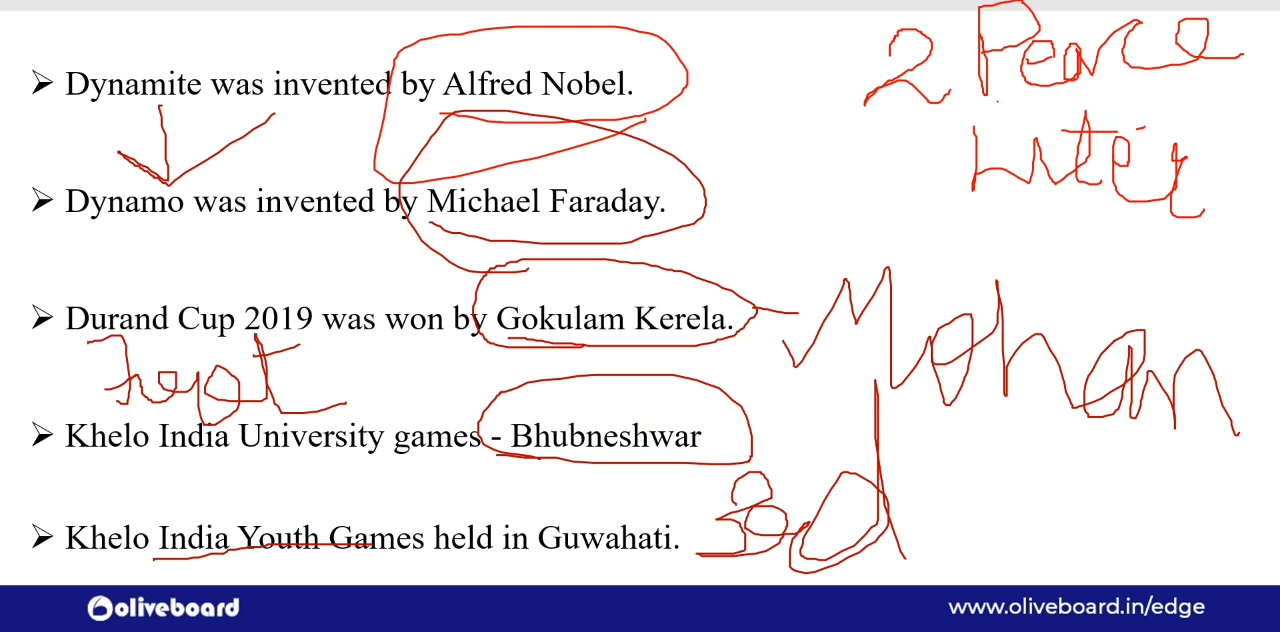 2 Peace
➢ Dynamite was invented by Alfred Nobel.
➢ Dynamo was invented by Michael Faraday.
➢ Durand Cup 2019 was won by Gokulam Kerela.
Mohan
➢ Khelo India University games - Bhubneshwar
➢ Khelo India Youth Games held in Guwahati.
oliveboard
www.oliveboard.in/edge